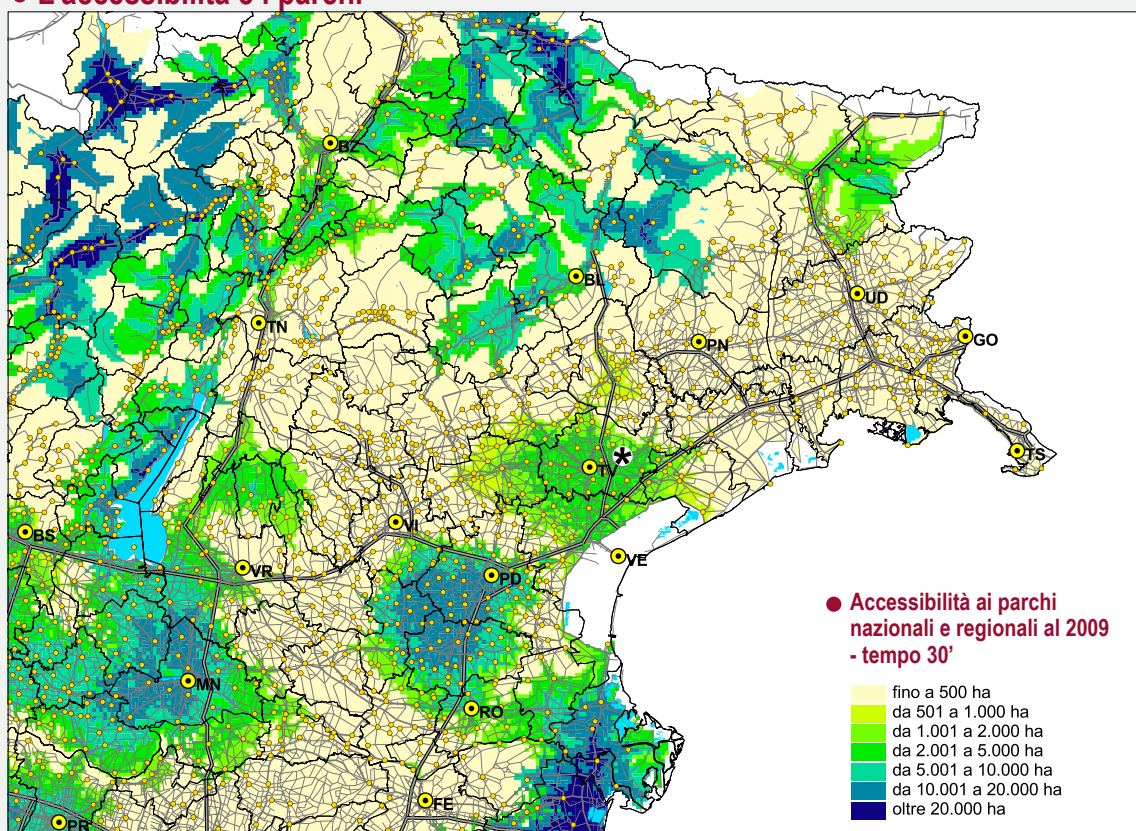 L'accessibilità e i parchi
BZ
BL
UD
TN
PN
GO
TS
TV
*
BS
VI
VE
VR
PD
MN
RO
FE
PR
Accessibilità ai parchi
nazionali e regionali al 2009
- tempo 30'
fino a 500 ha
da 501 a 1.000 ha
da 1.001 a 2.000 ha
da 2.001 a 5.000 ha
da 5.001 a 10.000 ha
da 10.001 a 20.000 ha
oltre 20.000 ha